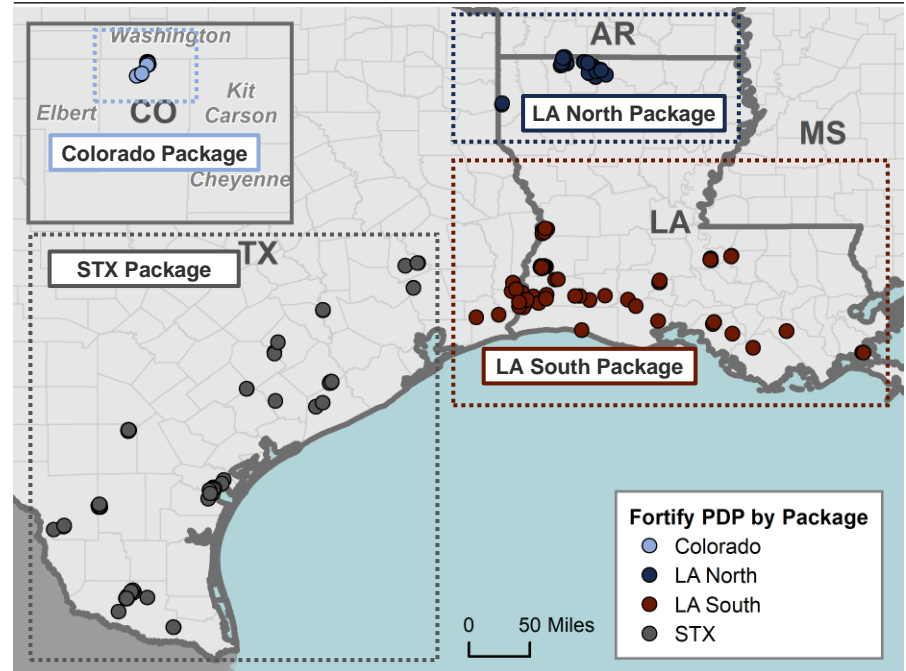 Washington
Elbert
CO
Kit
Carson
Colorado Package
Cheyenne
AR
LA North Package
MS
LA
TX
STX Package
LA South Package
Fortify PDP by Package
Colorado
LA North
LA South
STX
0 50 Miles